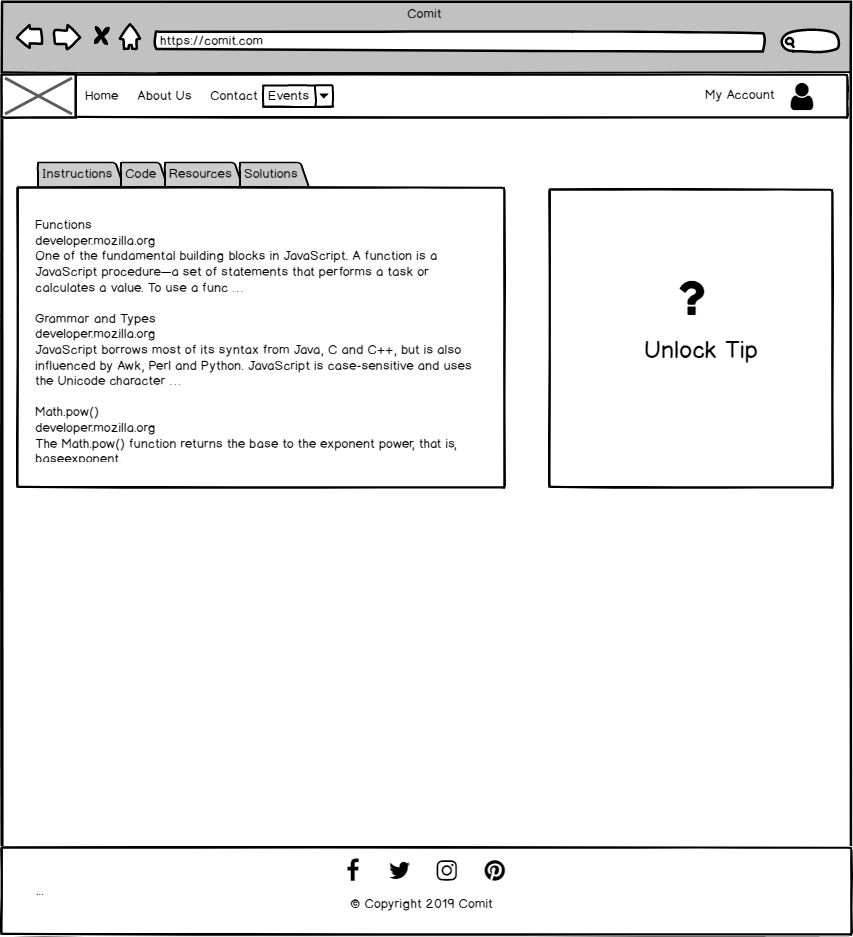 Comit
https://comit.com
Home About Us Contact Events My Account
Instructions Code Resources Solutions
Functions
developer.mozilla.org
One of the fundamental building blocks in JavaScript. A function is a
JavaScript procedure—a set of statements that performs a task or
calculates a value. To use a func ...
Grammar and Types
developer.mozilla.org
JavaScript borrows most of its syntax from Java, C and C++, but is also
influenced by Awk, Perl and Python. JavaScript is case-sensitive and uses
the Unicode character ...
Math.pow()
developer.mozilla.org
The Math.pow() function returns the base to the exponent power, that is,
baseexponent.
?
Unlock Tip
...
© Copyright 2019 Comit